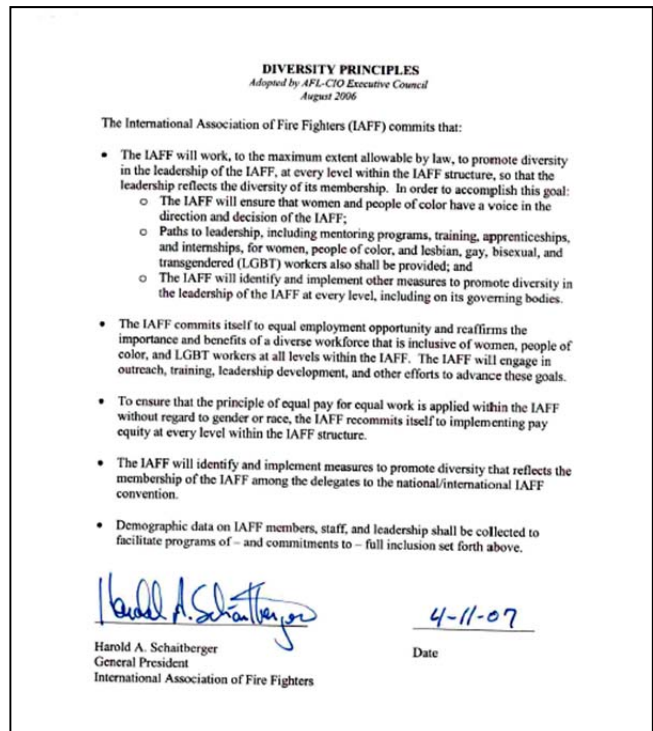 DIVERSITY PRINCIPLES
Adopted by AFL-CIO Executive Council
August 2006
The International Association of Fire Fighters (IAFF) commits that:
• The IAFF will work, to the maximum extent allowable by law, to promote diversity
in the leadership of the IAFF, at every level within the IAFF structure, so that the
leadership reflects the diversity of its membership. In order to accomplish this goal:
o The IAFF will ensure that women and people of color have a voice in the
direction and decision of the IAFF;
o Paths to leadership, including mentoring programs, training, apprenticeships,
and internships, for women, people of color, and lesbian, gay, bisexual, and
transgendered (LGBT) workers also shall be provided; and
o The IAFF will identify and implement other measures to promote diversity in
the leadership of the IAFF at every level, including on its governing bodies.
• The IAFF commits itself to equal employment opportunity and reaffirms the
importance and benefits of a diverse workforce that is inclusive of women, people of
color, and LGBT workers at all levels within the IAFF. The IAFF will engage in
outreach, training, leadership development, and other efforts to advance these goals.
• To ensure that the principle of equal pay for equal work is applied within the IAFF
without regard to gender or race, the IAFF recommits itself to implementing pay
equity at every level within the IAFF structure.
• The IAFF will identify and implement measures to promote diversity that reflects the
membership of the IAFF among the delegates to the national/international IAFF
convention.
• Demographic data on IAFF members, staff, and leadership shall be collected to
facilitate programs of – and commitments to – full inclusion set forth above.
Harold A. Schaitberger 4-11-07
Harold A. Schaitberger Date
General President
International Association of Fire Fighters